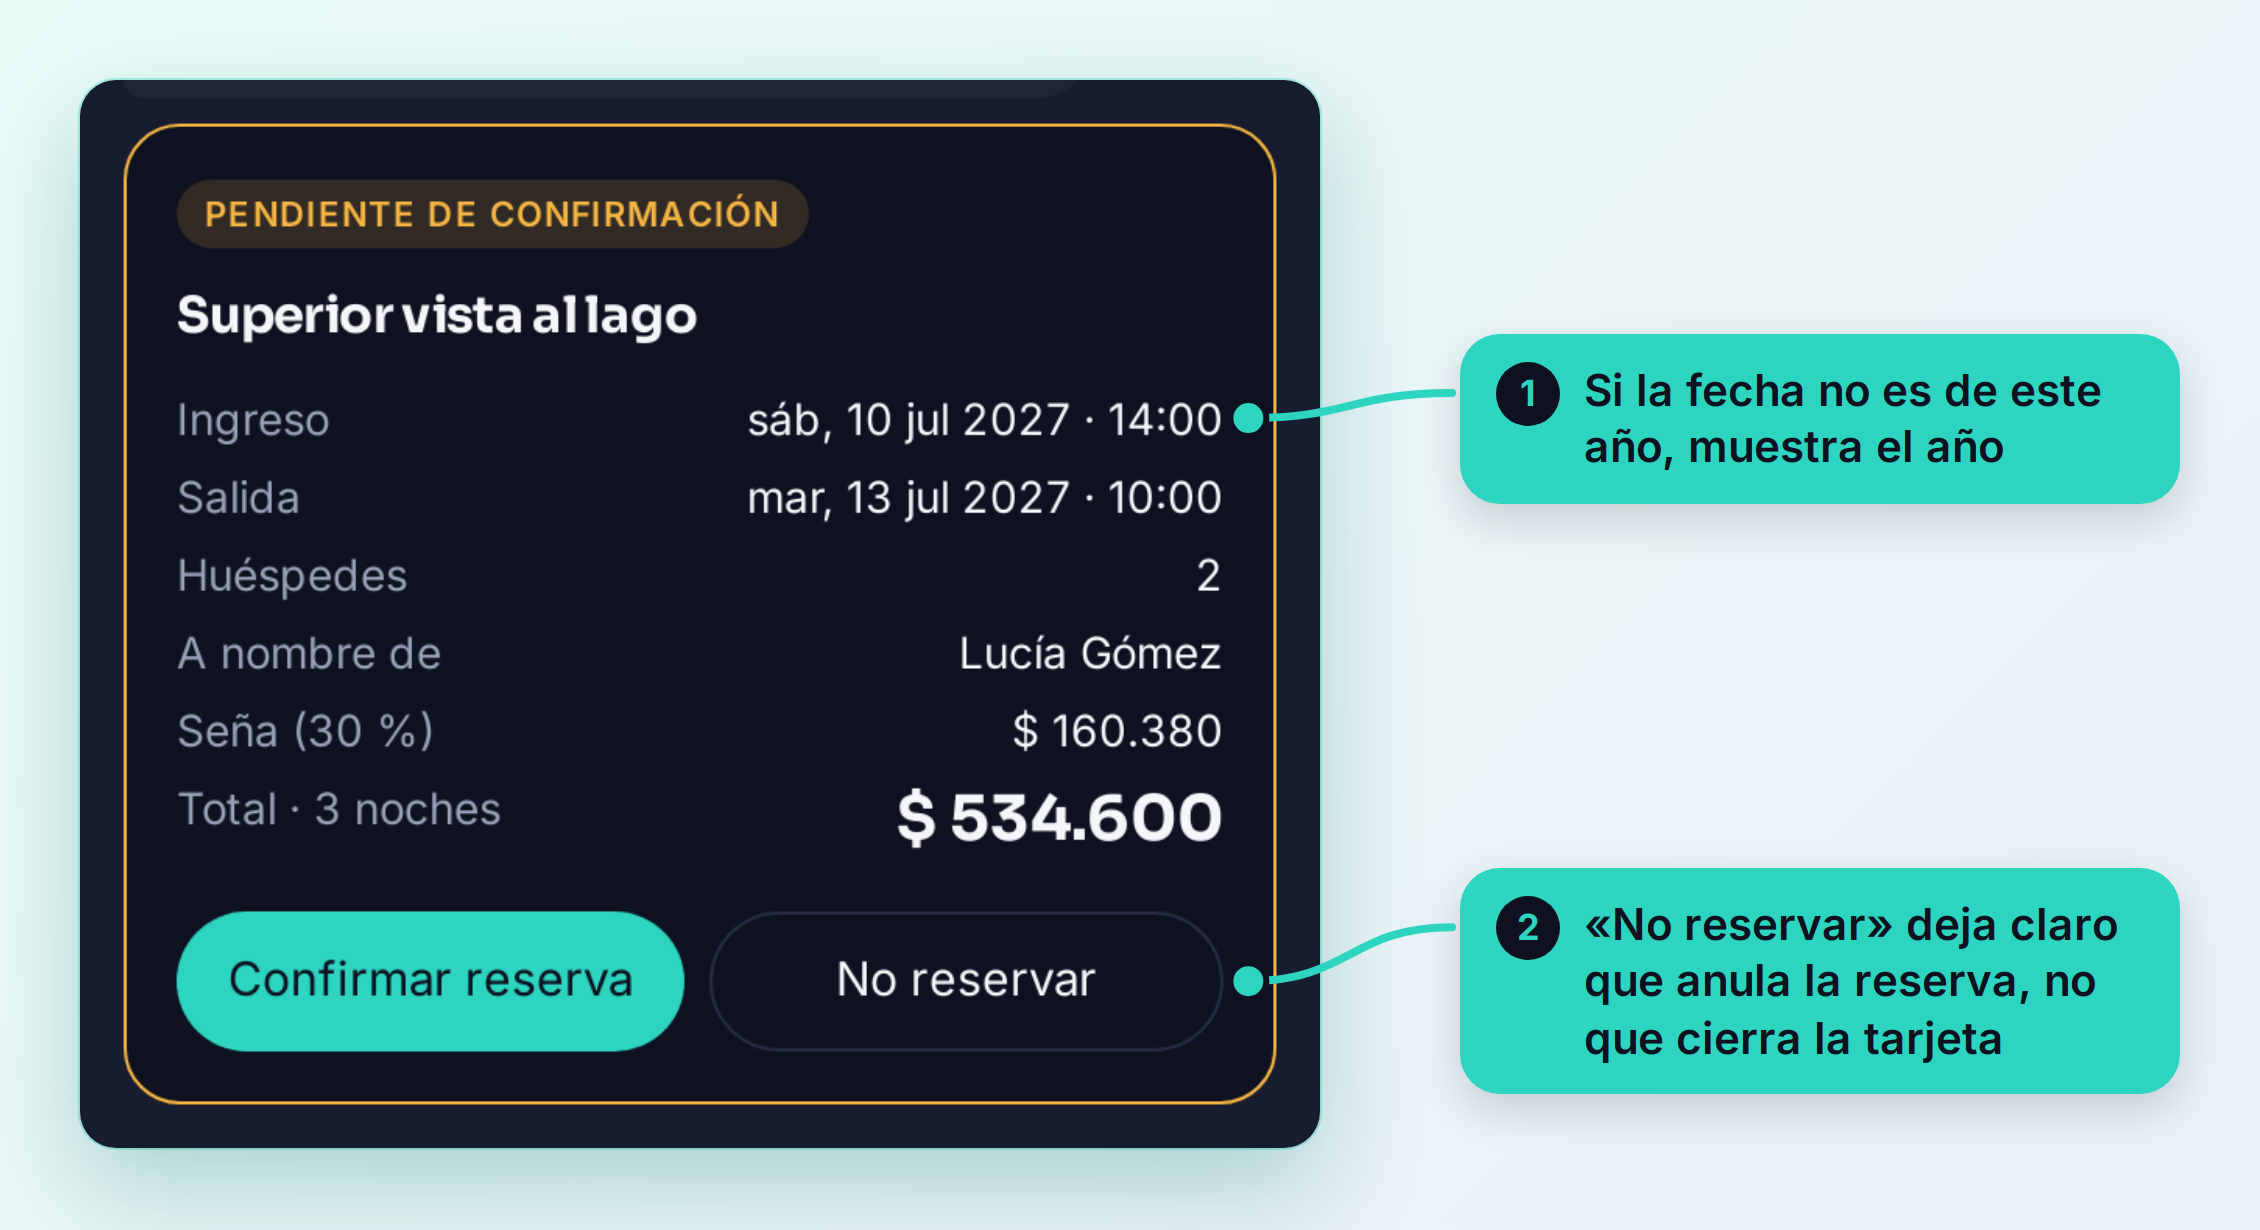 PENDIENTE DE CONFIRMACIÓN
Superior vista al lago
Ingreso sáb, 10 jul 2027 · 14:00
Salida mar, 13 jul 2027 · 10:00
Huéspedes 2
A nombre de Lucía Gómez
Seña (30 %) $ 160.380
Total · 3 noches $ 534.600
Confirmar reserva No reservar
1 Si la fecha no es de este
año, muestra el año
2 «No reservar» deja claro
que anula la reserva, no
que cierra la tarjeta